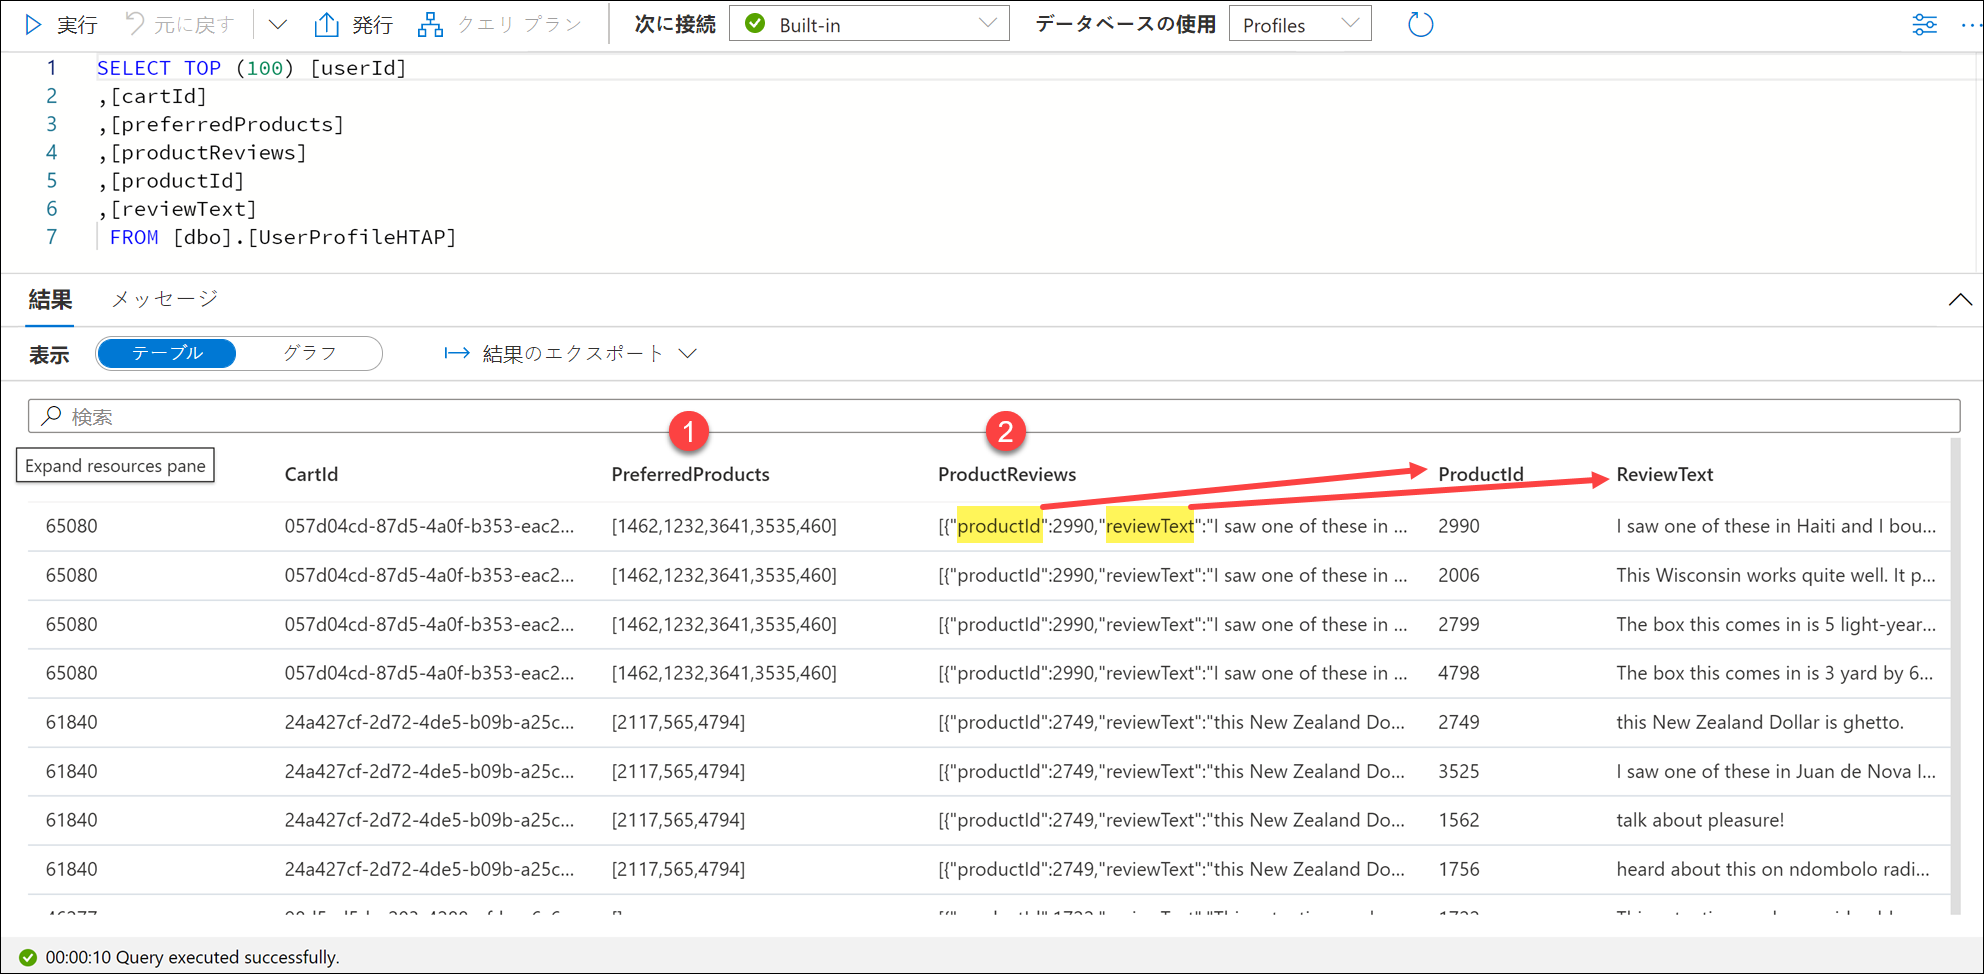 実行 元に戻す 発行 クエリ プラン 次に接続 Built-in データベースの使用 Profiles
1 SELECT TOP (100) [userId]
2 ,[cartId]
3 ,[preferredProducts]
4 ,[productReviews]
5 ,[productId]
6 ,[reviewText]
7 FROM [dbo].[UserProfileHTAP]
結果 メッセージ
表示 テーブル グラフ 結果のエクスポート
検索
1 2
Expand resources pane CartId PreferredProducts ProductReviews ProductId ReviewText
65080 057d04cd-87d5-4a0f-b353-eac2... [1462,1232,3641,3535,460] [{"productId":2990,"reviewText":"I saw one of these in ... 2990 I saw one of these in Haiti and I bou...
65080 057d04cd-87d5-4a0f-b353-eac2... [1462,1232,3641,3535,460] [{"productId":2990,"reviewText":"I saw one of these in ... 2006 This Wisconsin works quite well. It p...
65080 057d04cd-87d5-4a0f-b353-eac2... [1462,1232,3641,3535,460] [{"productId":2990,"reviewText":"I saw one of these in ... 2799 The box this comes in is 5 light-year...
65080 057d04cd-87d5-4a0f-b353-eac2... [1462,1232,3641,3535,460] [{"productId":2990,"reviewText":"I saw one of these in ... 4798 The box this comes in is 3 yard by 6...
61840 24a427cf-2d72-4de5-b09b-a25c... [2117,565,4794] [{"productId":2749,"reviewText":"this New Zealand Do... 2749 this New Zealand Dollar is ghetto.
61840 24a427cf-2d72-4de5-b09b-a25c... [2117,565,4794] [{"productId":2749,"reviewText":"this New Zealand Do... 3525 I saw one of these in Juan de Nova I...
61840 24a427cf-2d72-4de5-b09b-a25c... [2117,565,4794] [{"productId":2749,"reviewText":"this New Zealand Do... 1562 talk about pleasure!
61840 24a427cf-2d72-4de5-b09b-a25c... [2117,565,4794] [{"productId":2749,"reviewText":"this New Zealand Do... 1756 heard about this on ndombolo radi...
00:00:10 Query executed successfully.